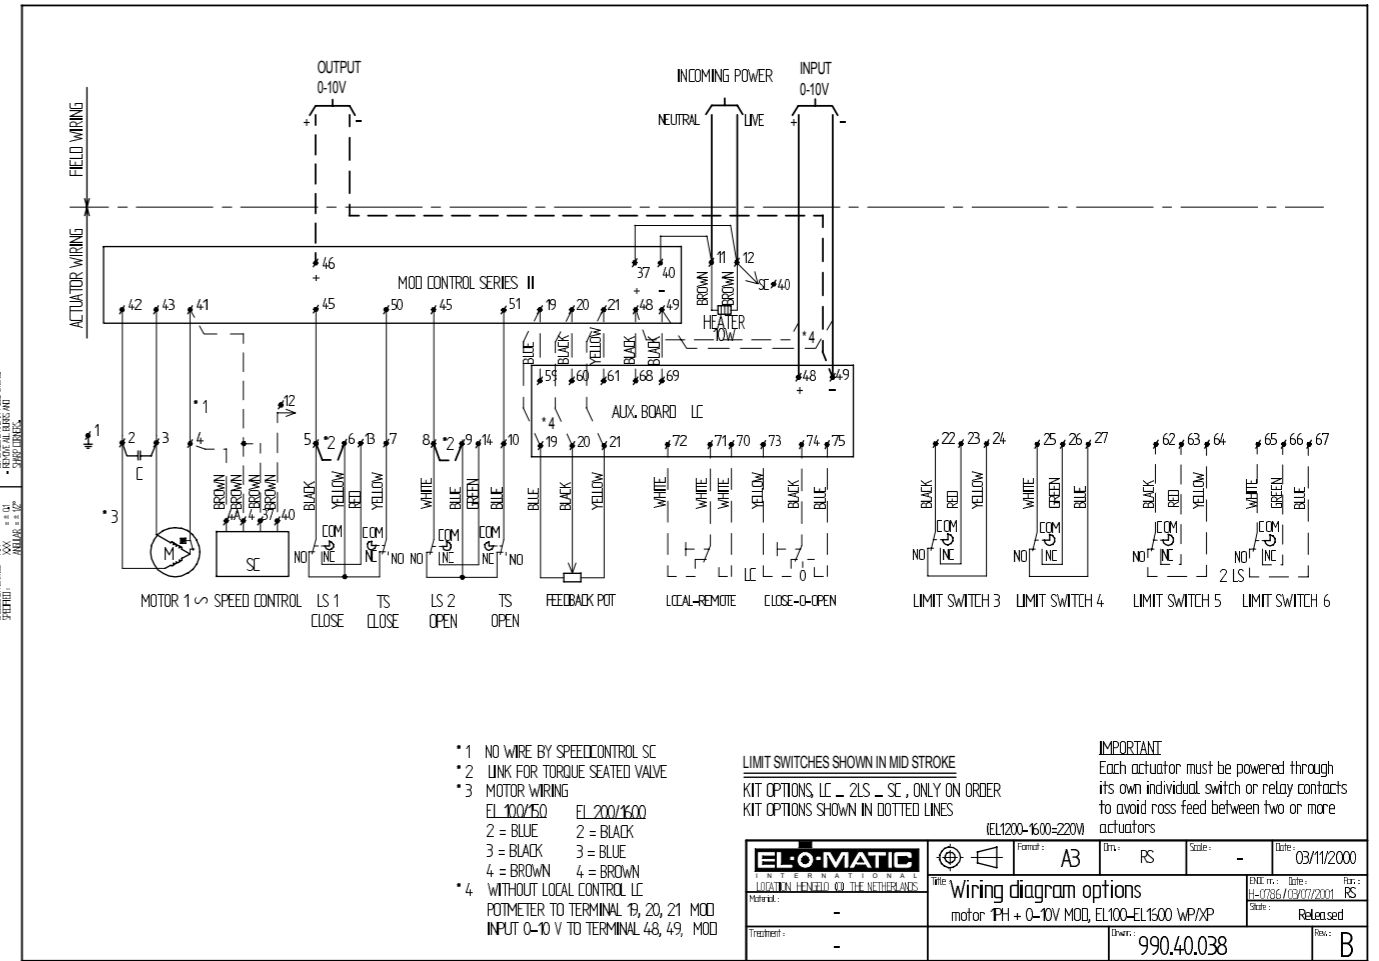 OUTPUT
0-10V
+ -
INCOMING POWER
NEUTRAL LIVE
INPUT
0-10V
+ -
FIELD WIRING
ACTUATOR WIRING
46
+
MOD CONTROL SERIES II
37 40
+ -
11 12
BROWN BROWN
SC 40
HEATER
10W
42 43 41 45 50 45 51 19 20 21 48 49
BLUE BLACK YELLOW BLACK BLACK
*4
59 60 61 68 69 48 49
+ -
AUX. BOARD LC
*1
12
*4
1 2 3 4 5 *2 6 13 7 8 *2 9 14 10 19 20 21 72 71 70 73 74 75 22 23 24 25 26 27 62 63 64 65 66 67
C
1
BROWN BROWN BROWN BROWN
BLACK YELLOW RED YELLOW WHITE BLUE GREEN BLUE BLUE BLACK YELLOW WHITE WHITE WHITE YELLOW BLACK BLUE BLACK RED YELLOW WHITE GREEN BLUE BLACK RED YELLOW WHITE GREEN BLUE
*3
4A 4 37 40
M
SC
COM COM COM COM COM COM COM COM
NO NC NC NO NO NC NC NO NO NC NO NC NO NC NO NC
LC 0
2 LS
MOTOR 1 ∽ SPEED CONTROL LS 1 TS LS 2 TS FEEDBACK POT LOCAL-REMOTE CLOSE-O-OPEN LIMIT SWITCH 3 LIMIT SWITCH 4 LIMIT SWITCH 5 LIMIT SWITCH 6
CLOSE CLOSE OPEN OPEN
*1 NO WIRE BY SPEEDCONTROL SC
*2 LINK FOR TORQUE SEATED VALVE
*3 MOTOR WIRING
EL 100/150 EL 200/1600
2 = BLUE 2 = BLACK
3 = BLACK 3 = BLUE
4 = BROWN 4 = BROWN
*4 WITHOUT LOCAL CONTROL LC
POTMETER TO TERMINAL 19, 20, 21 MOD
INPUT 0-10 V TO TERMINAL 48, 49, MOD
LIMIT SWITCHES SHOWN IN MID STROKE
KIT OPTIONS, LC _ 2LS _ SC , ONLY ON ORDER
KIT OPTIONS SHOWN IN DOTTED LINES
(EL1200-1600=220V)
IMPORTANT
Each actuator must be powered through
its own individual switch or relay contacts
to avoid ross feed between two or more
actuators
EL·O·MATIC
INTERNATIONAL
LOCATION HENGELO (O) THE NETHERLANDS
Material :
-
Treatment :
-
Format : A3
Drn. : RS
Scale : -
Date : 03/11/2000
Title : Wiring diagram options
motor 1PH + 0-10V MOD, EL100-EL1600 WP/XP
Date :
H-0786 / 09/07/2001 RS
State : Released
990.40.038
Rev. : B